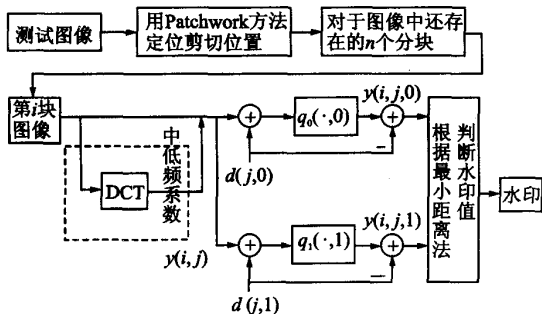 测试图像
用Patchwork方法
定位剪切位置
对于图像中还存
在的n个分块
第i块
图像
DCT
中低频系数
y(i,j)
d(j,0)
q₀(·,0)
y(i,j,0)
−
d(j,1)
q₁(·,1)
y(i,j,1)
−
根据最小距离法
判断水印值
水印